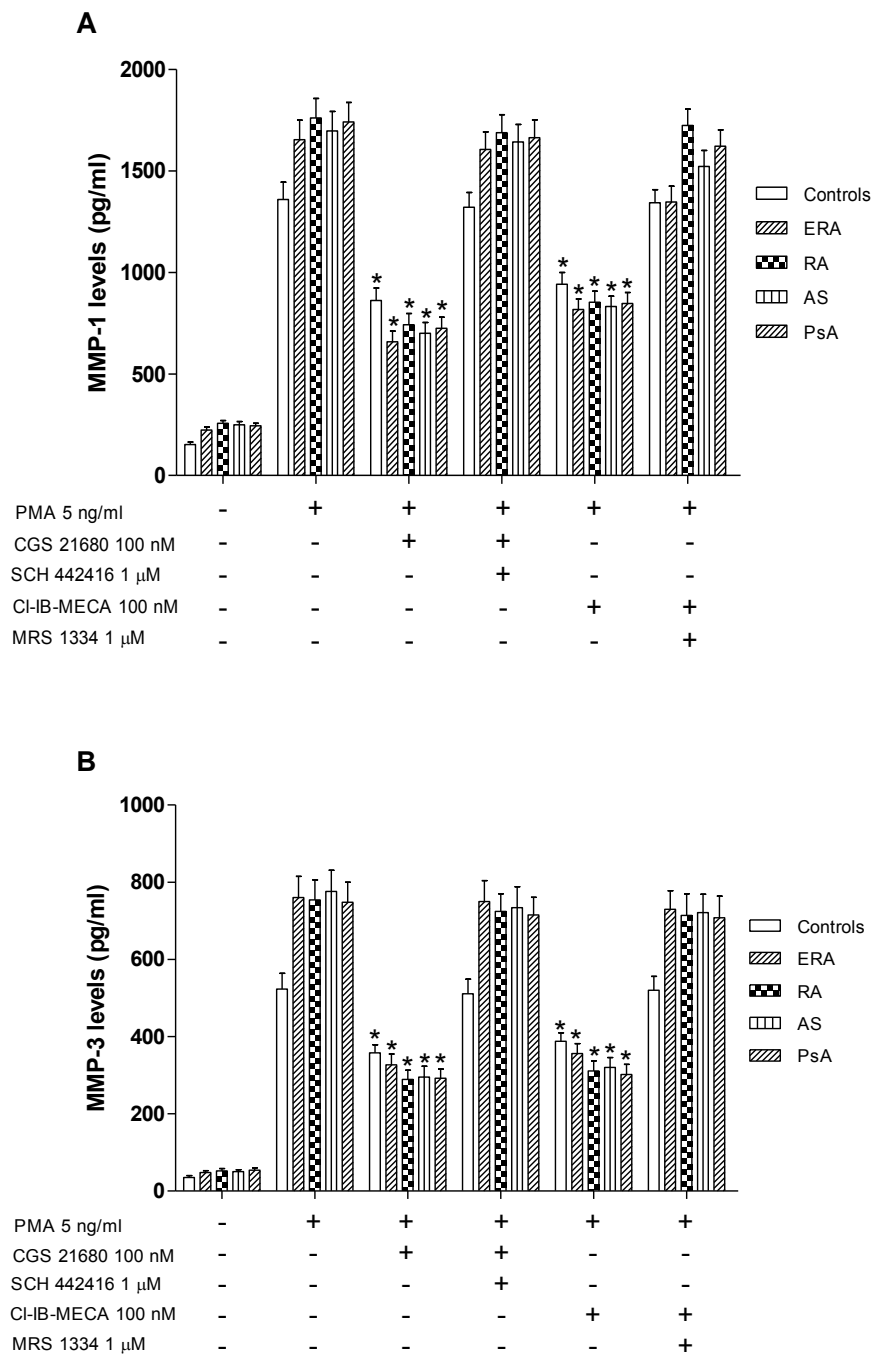 A
2000
1500
1000
500
0
MMP-1 levels (pg/ml)
* * * * * * * * * *
Controls
ERA
RA
AS
PsA
PMA 5 ng/ml - + + + + +
CGS 21680 100 nM - - + + - -
SCH 442416 1 μM - - - + - -
Cl-IB-MECA 100 nM - - - - + +
MRS 1334 1 μM - - - - - +
B
1000
800
600
400
200
0
MMP-3 levels (pg/ml)
* * * * * * * * * *
Controls
ERA
RA
AS
PsA
PMA 5 ng/ml - + + + + +
CGS 21680 100 nM - - + + - -
SCH 442416 1 μM - - - + - -
Cl-IB-MECA 100 nM - - - - + +
MRS 1334 1 μM - - - - - +